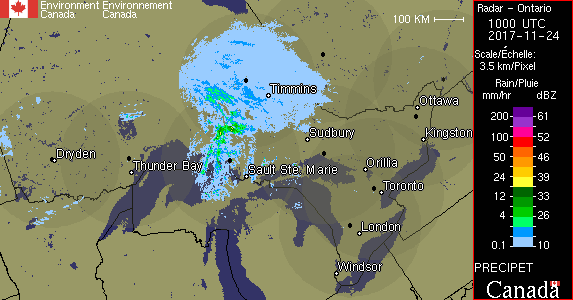 Environment Environnement
Canada Canada
100 KM
Timmins
Ottawa
Sudbury
Kingston
Dryden
Thunder Bay
Sault Ste. Marie
Orillia
Toronto
London
Windsor
Radar - Ontario
1000 UTC
2017-11-24
Scale/Échelle:
3.5 km/Pixel
Rain/Pluie
mm/hr dBZ
200 61
100 52
50 46
24 39
12 33
4 26
0.1 10
PRECIPET
Canada